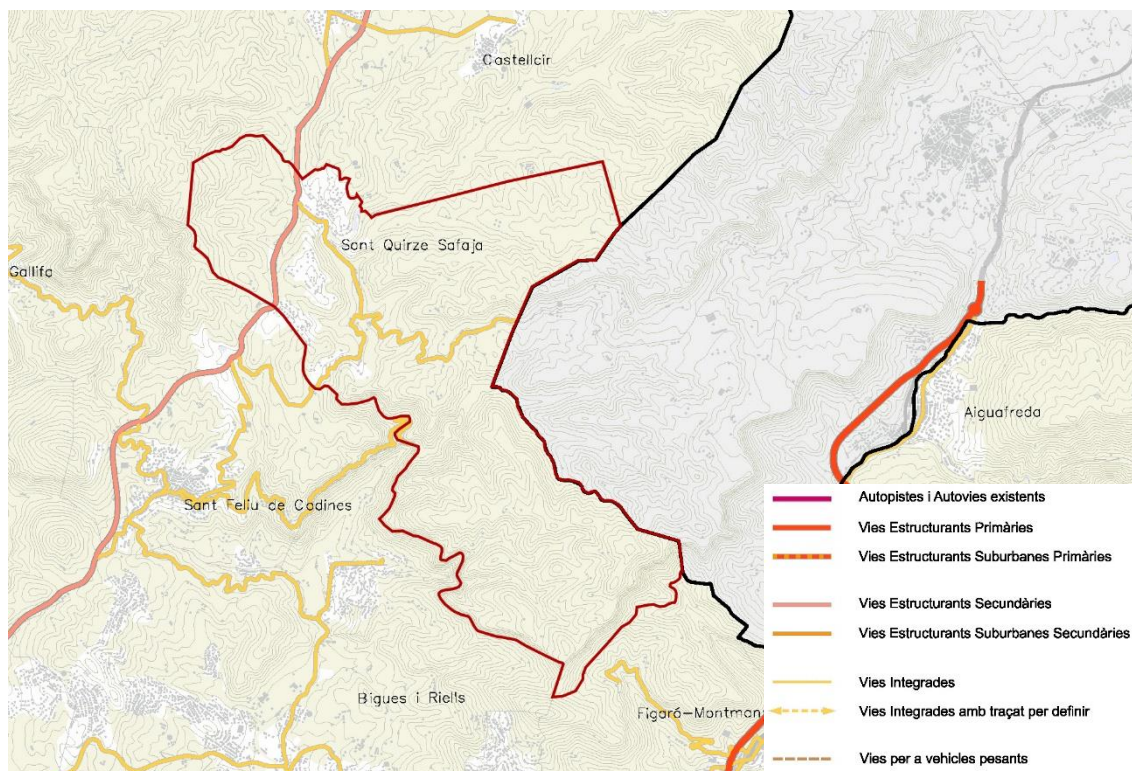 Castellcir
Sant Quirze Safaja
Gallifa
Aiguafreda
Sant Feliu de Codines
Bigues i Riells
Figaró-Montman
Autopistes i Autovies existents
Vies Estructurants Primàries
Vies Estructurants Suburbanes Primàries
Vies Estructurants Secundàries
Vies Estructurants Suburbanes Secundàries
Vies Integrades
Vies Integrades amb traçat per definir
Vies per a vehicles pesants